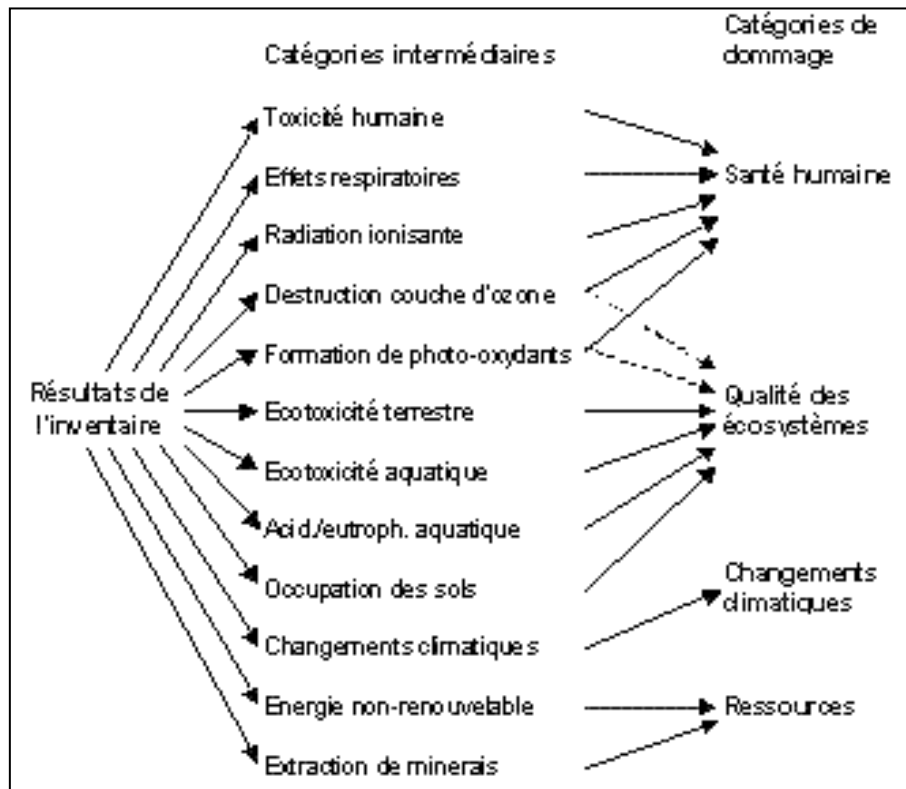 Catégories intermédiaires
Catégories de
dommage
Toxicité humaine
Effets respiratoires
Radiation ionisante
Destruction couche d'ozone
Formation de photo-oxydants
Résultats de
l'inventaire
Ecotoxicité terrestre
Ecotoxicité aquatique
Acid./eutroph. aquatique
Occupation des sols
Changements climatiques
Energie non-renouvelable
Extraction de minerais
Santé humaine
Qualité des
écosystèmes
Changements
climatiques
Ressources